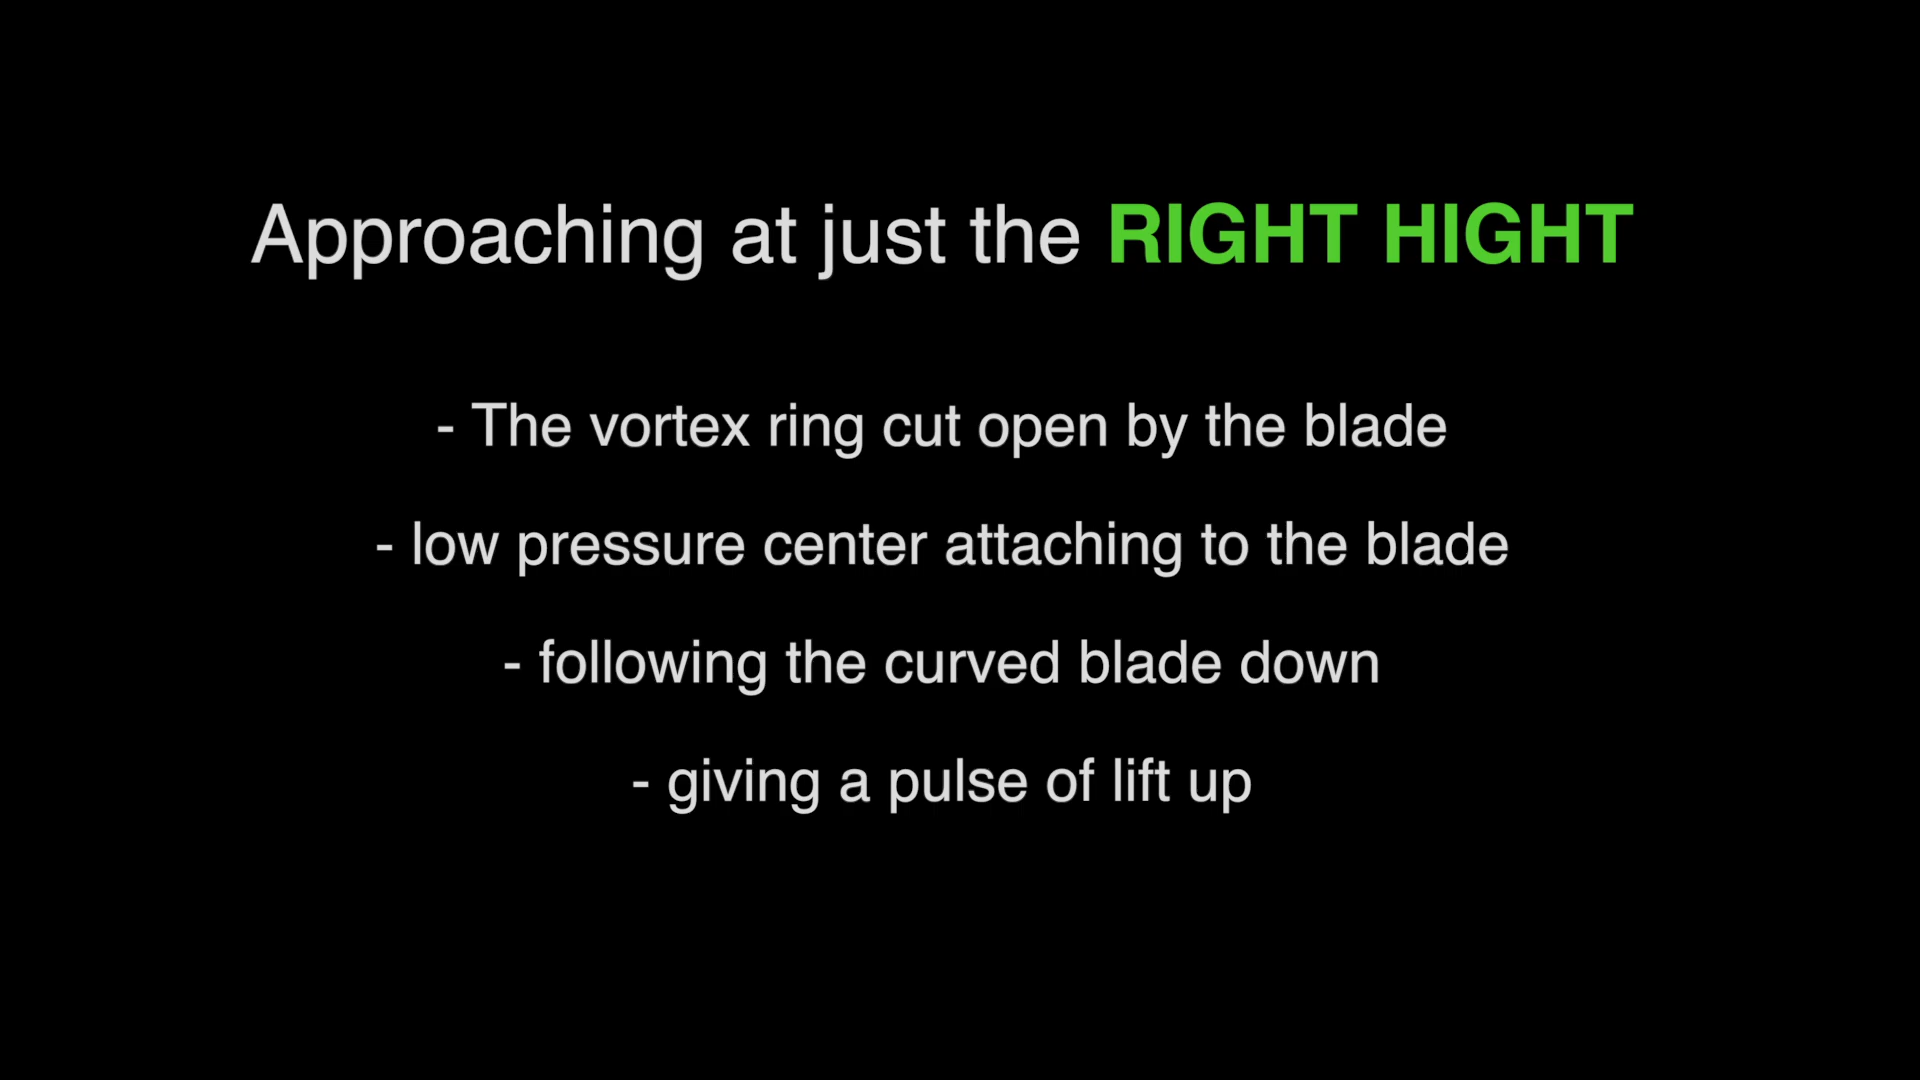 Approaching at just the RIGHT HIGHT
- The vortex ring cut open by the blade
- low pressure center attaching to the blade
- following the curved blade down
- giving a pulse of lift up